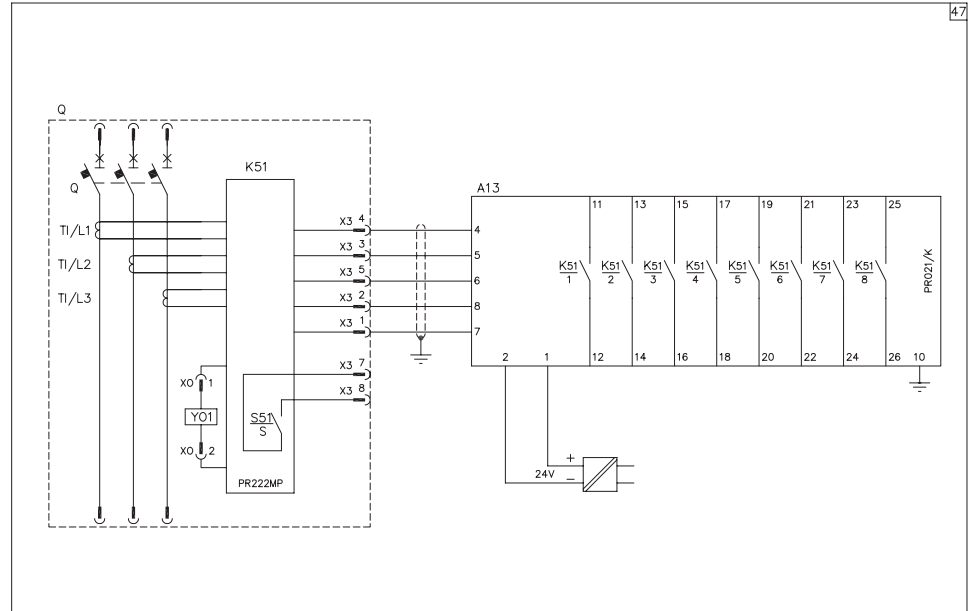 47
Q
Q
K51
TI/L1
TI/L2
TI/L3
X3 4
X3 3
X3 5
X3 2
X3 1
X3 7
X3 8
XO 1
YO1
XO 2
S51
S
PR222MP
A13
4
5
6
8
7
11 13 15 17 19 21 23 25
K51 K51 K51 K51 K51 K51 K51 K51
1 2 3 4 5 6 7 8
PR021/K
2 1 12 14 16 18 20 22 24 26 10
+
24V
−